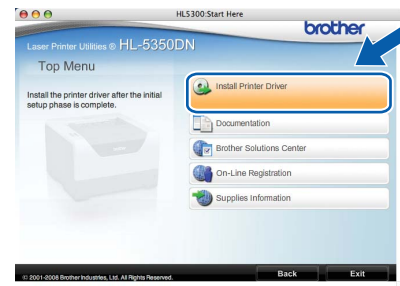 HL5300:Start Here
brother
Laser Printer Utilities ® HL-5350DN
Top Menu
Install the printer driver after the initial
setup phase is complete.
Install Printer Driver
Documentation
Brother Solutions Center
On-Line Registration
Supplies Information
© 2001-2008 Brother Industries, Ltd. All Rights Reserved.
Back
Exit